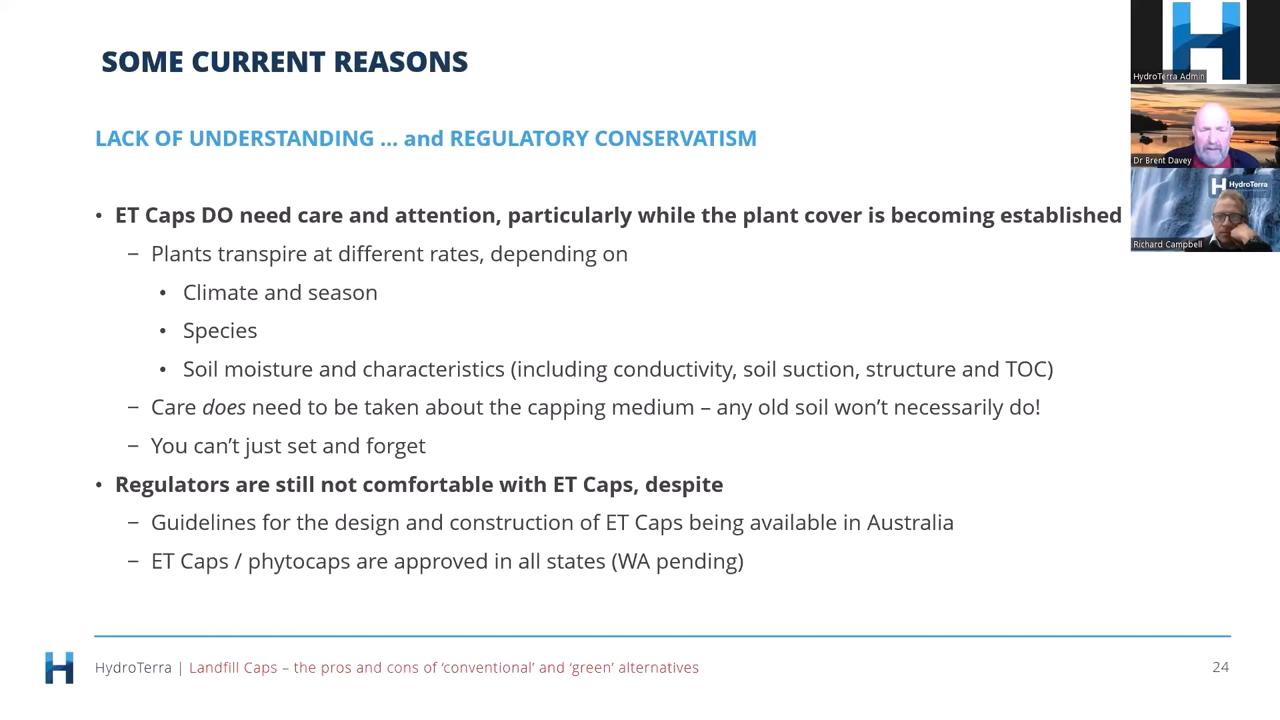 SOME CURRENT REASONS
LACK OF UNDERSTANDING ... and REGULATORY CONSERVATISM
• ET Caps DO need care and attention, particularly while the plant cover is becoming established
− Plants transpire at different rates, depending on
• Climate and season
• Species
• Soil moisture and characteristics (including conductivity, soil suction, structure and TOC)
− Care does need to be taken about the capping medium – any old soil won’t necessarily do!
− You can’t just set and forget
• Regulators are still not comfortable with ET Caps, despite
− Guidelines for the design and construction of ET Caps being available in Australia
− ET Caps / phytocaps are approved in all states (WA pending)
HydroTerra | Landfill Caps – the pros and cons of ‘conventional’ and ‘green’ alternatives
24
HydroTerra Admin
Dr Brent Davey
HydroTerra
Richard Campbell